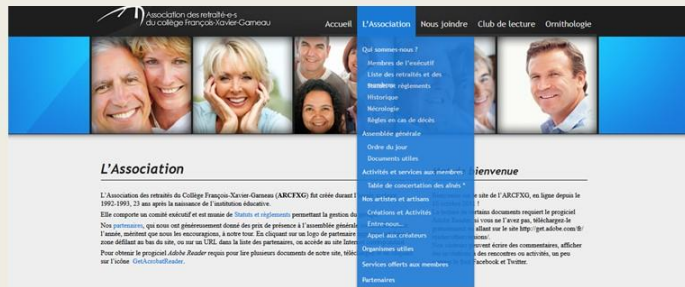 Association des retraité-e-s
du collège François-Xavier-Garneau
Accueil L'Association Nous joindre Club de lecture Ornithologie
Qui sommes-nous ?
Membres de l'exécutif
Liste des retraités et des
règlements
Historique
Nécrologie
Règles en cas de décès
Assemblée générale
Ordre du jour
Documents utiles
Activités et services aux membres
Table de concertation des aînés *
Nos artistes et artisans
Créations et Activités
Entre-nous...
Appel aux créateurs
Organismes utiles
Services offerts aux membres
Partenaires
L'Association
L'Association des retraités du Collège François-Xavier-Garneau (ARCFXG) fut créée durant
1992-1993, 23 ans après la naissance de l'institution éducative.
Elle comporte un comité exécutif et est munie de Statuts et règlements permettant la gestion du
Nos partenaires, qui nous ont généreusement donné des prix de présence à l'assemblée générale
l'année, méritent que nous les encouragions, à notre tour. En cliquant sur un logo de partenaire
zone défilant au bas du site, ou sur un URL dans la liste des partenaires, on accède au site
Pour obtenir le progiciel Adobe Reader requis pour lire plusieurs documents de notre site,
sur l'icône GetAcrobatReader.
bienvenue
site de l'ARCFXG, en ligne depuis le
!
certains documents requiert le progiciel
si vous ne l'avez pas, téléchargez-le
allant sur le site http://get.adobe.com/fr/
peuvent écrire des commentaires, afficher
des rencontres ou activités, un peu
Facebook et Twitter.